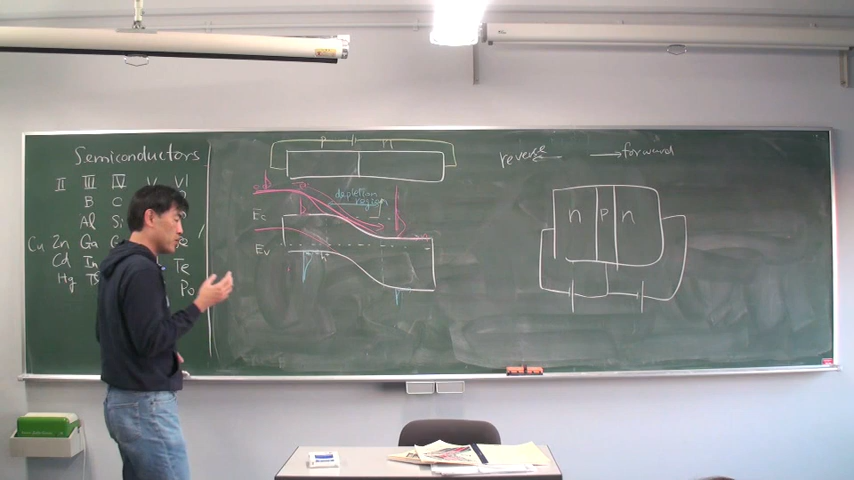 Semiconductors
II III IV V VI
B C
Al Si
Cu Zn Ga
Cd In Te
Hg Po
P n
depletion
region
Ec
Ev
h+
reverse forward
n P n